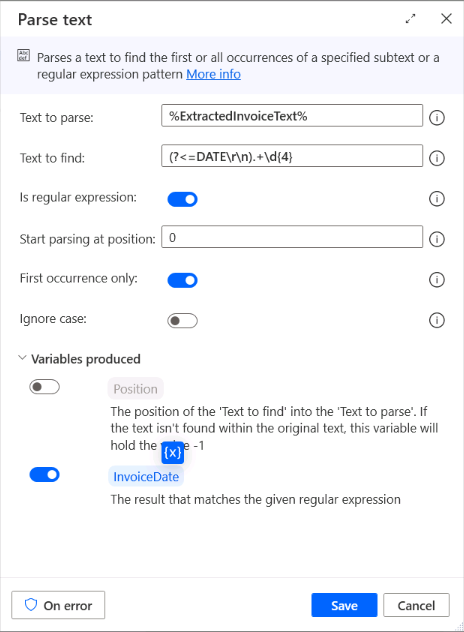 Parse text
Abc
def
Parses a text to find the first or all occurrences of a specified subtext or a
regular expression pattern More info
Text to parse: %ExtractedInvoiceText%
Text to find: (?<=DATE\r\n).+\d{4}
Is regular expression:
Start parsing at position: 0
First occurrence only:
Ignore case:
Variables produced
Position
The position of the 'Text to find' into the 'Text to parse'. If
the text isn't found within the original text, this variable will
hold the -1
{x}
InvoiceDate
The result that matches the given regular expression
On error Save Cancel